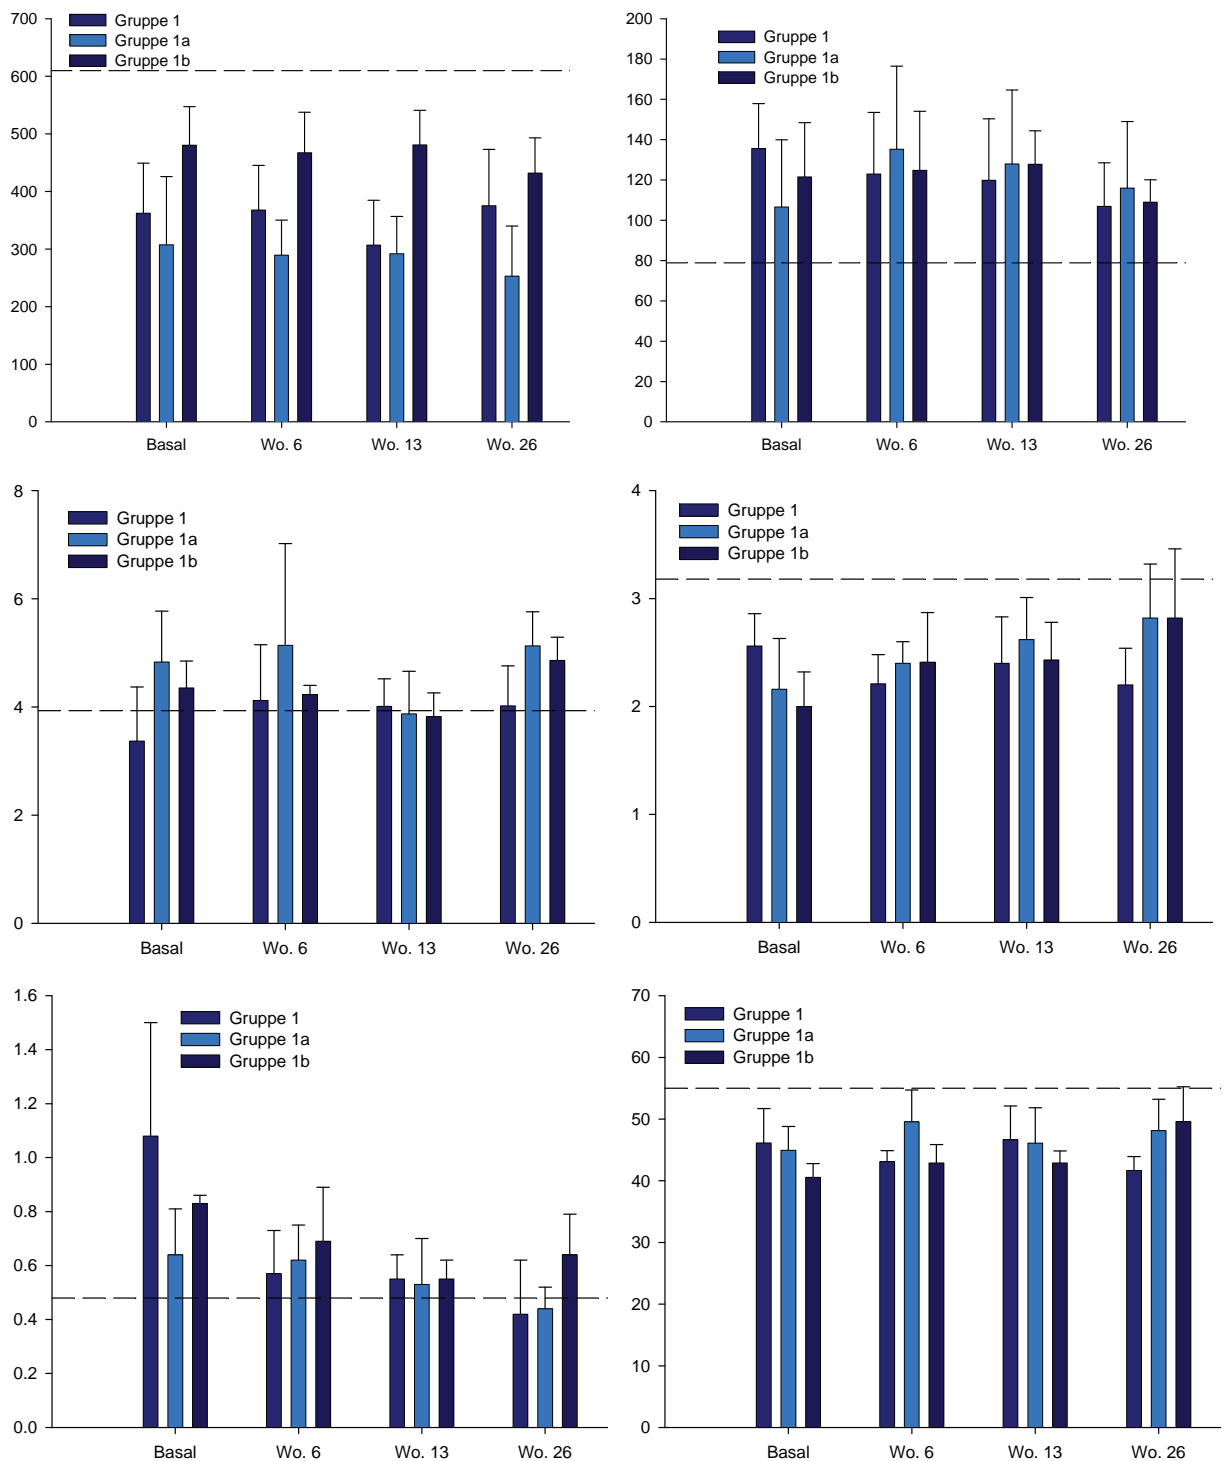 700
600
500
400
300
200
100
0
Gruppe 1
Gruppe 1a
Gruppe 1b
Basal Wo. 6 Wo. 13 Wo. 26
200
180
160
140
120
100
80
60
40
20
0
Gruppe 1
Gruppe 1a
Gruppe 1b
Basal Wo. 6 Wo. 13 Wo. 26
8
6
4
2
0
Gruppe 1
Gruppe 1a
Gruppe 1b
Basal Wo. 6 Wo. 13 Wo. 26
4
3
2
1
0
Gruppe 1
Gruppe 1a
Gruppe 1b
Basal Wo. 6 Wo. 13 Wo. 26
1.6
1.4
1.2
1.0
0.8
0.6
0.4
0.2
0.0
Gruppe 1
Gruppe 1a
Gruppe 1b
Basal Wo. 6 Wo. 13 Wo. 26
70
60
50
40
30
20
10
0
Gruppe 1
Gruppe 1a
Gruppe 1b
Basal Wo. 6 Wo. 13 Wo. 26